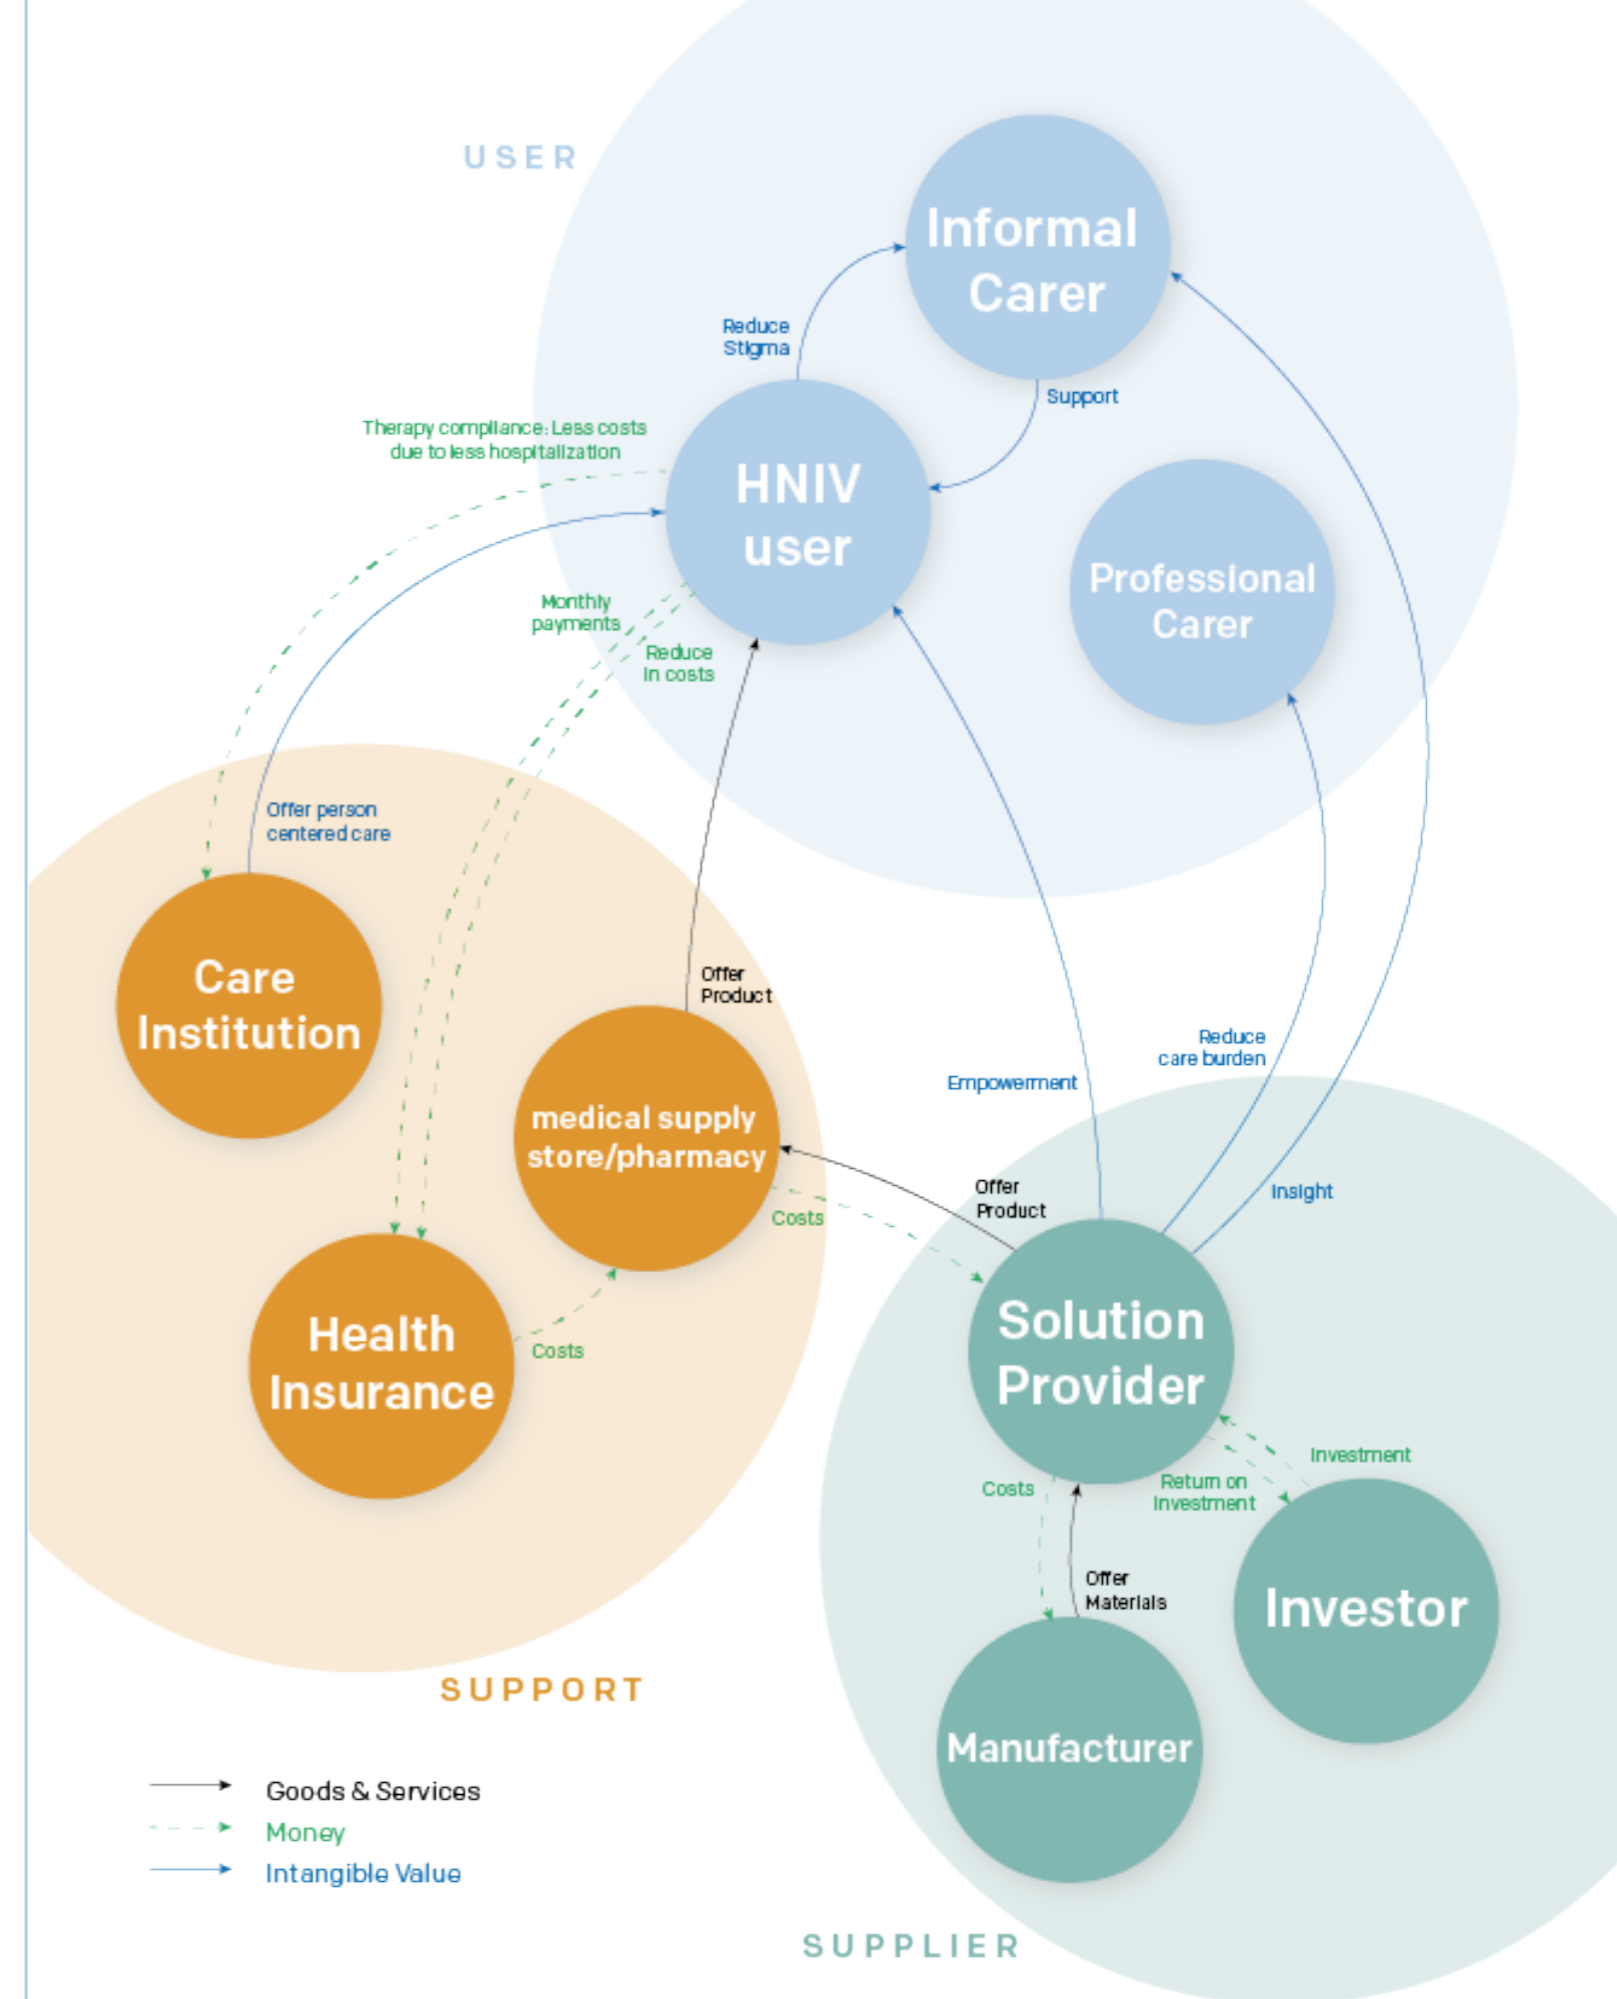 USER
Informal
Carer
Reduce
Stigma
Support
Therapy compliance: Less costs
due to less hospitalization
HNIV
user
Professional
Carer
Monthly
payments
Reduce
in costs
Offer person
centered care
Care
Institution
Offer
Product
Reduce
care burden
Empowerment
medical supply
store/pharmacy
Offer
Product
Insight
Costs
Health
Insurance
Costs
Solution
Provider
Investment
Return on
Investment
Costs
Offer
Materials
Investor
Manufacturer
SUPPORT
Goods & Services
Money
Intangible Value
SUPPLIER